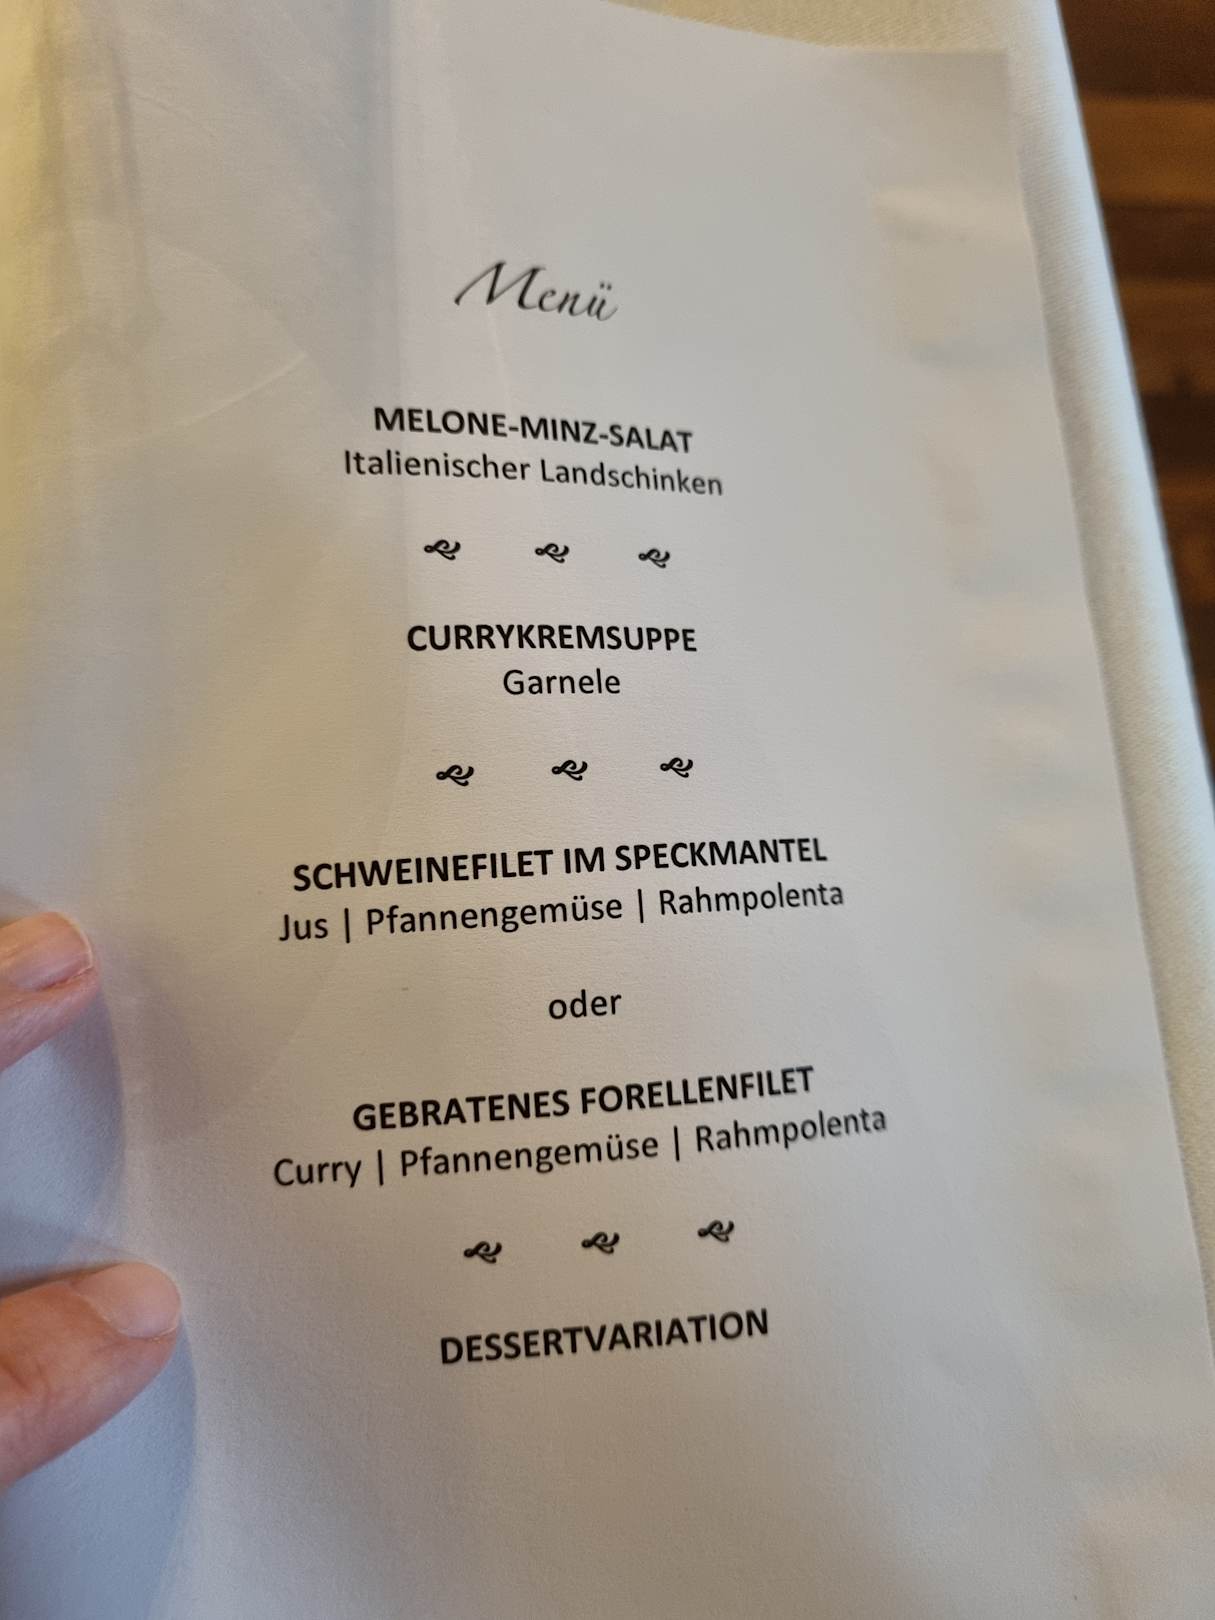 Menü
MELONE-MINZ-SALAT
Italienischer Landschinken
CURRYKREMSUPPE
Garnele
SCHWEINEFILET IM SPECKMANTEL
Jus | Pfannengemüse | Rahmpolenta
oder
GEBRATENES FORELLENFILET
Curry | Pfannengemüse | Rahmpolenta
DESSERTVARIATION